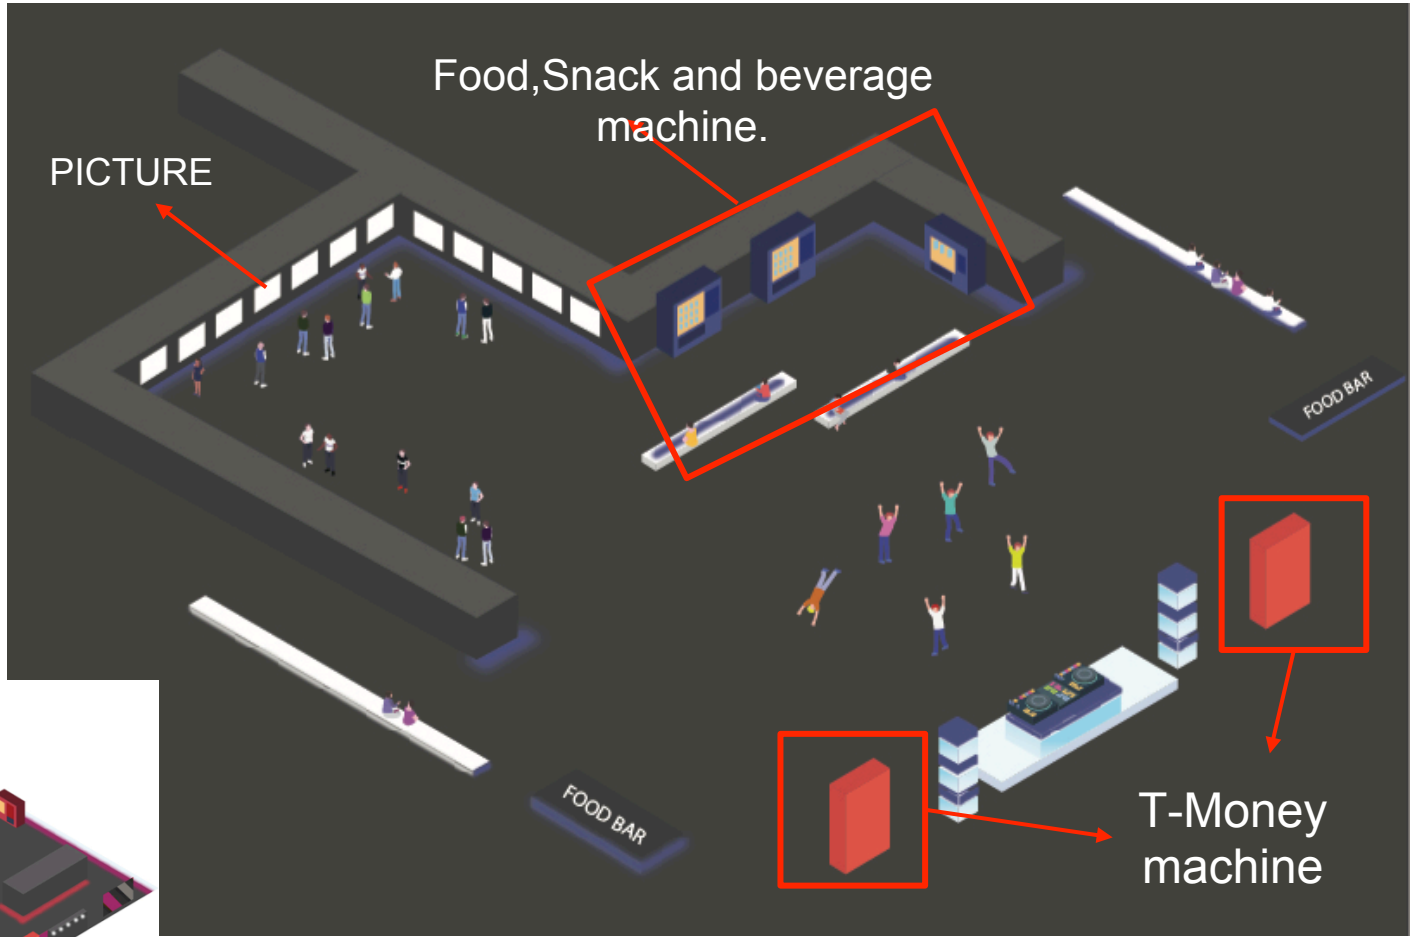 Food,Snack and beverage
machine.
PICTURE
FOOD BAR
FOOD BAR
T-Money
machine